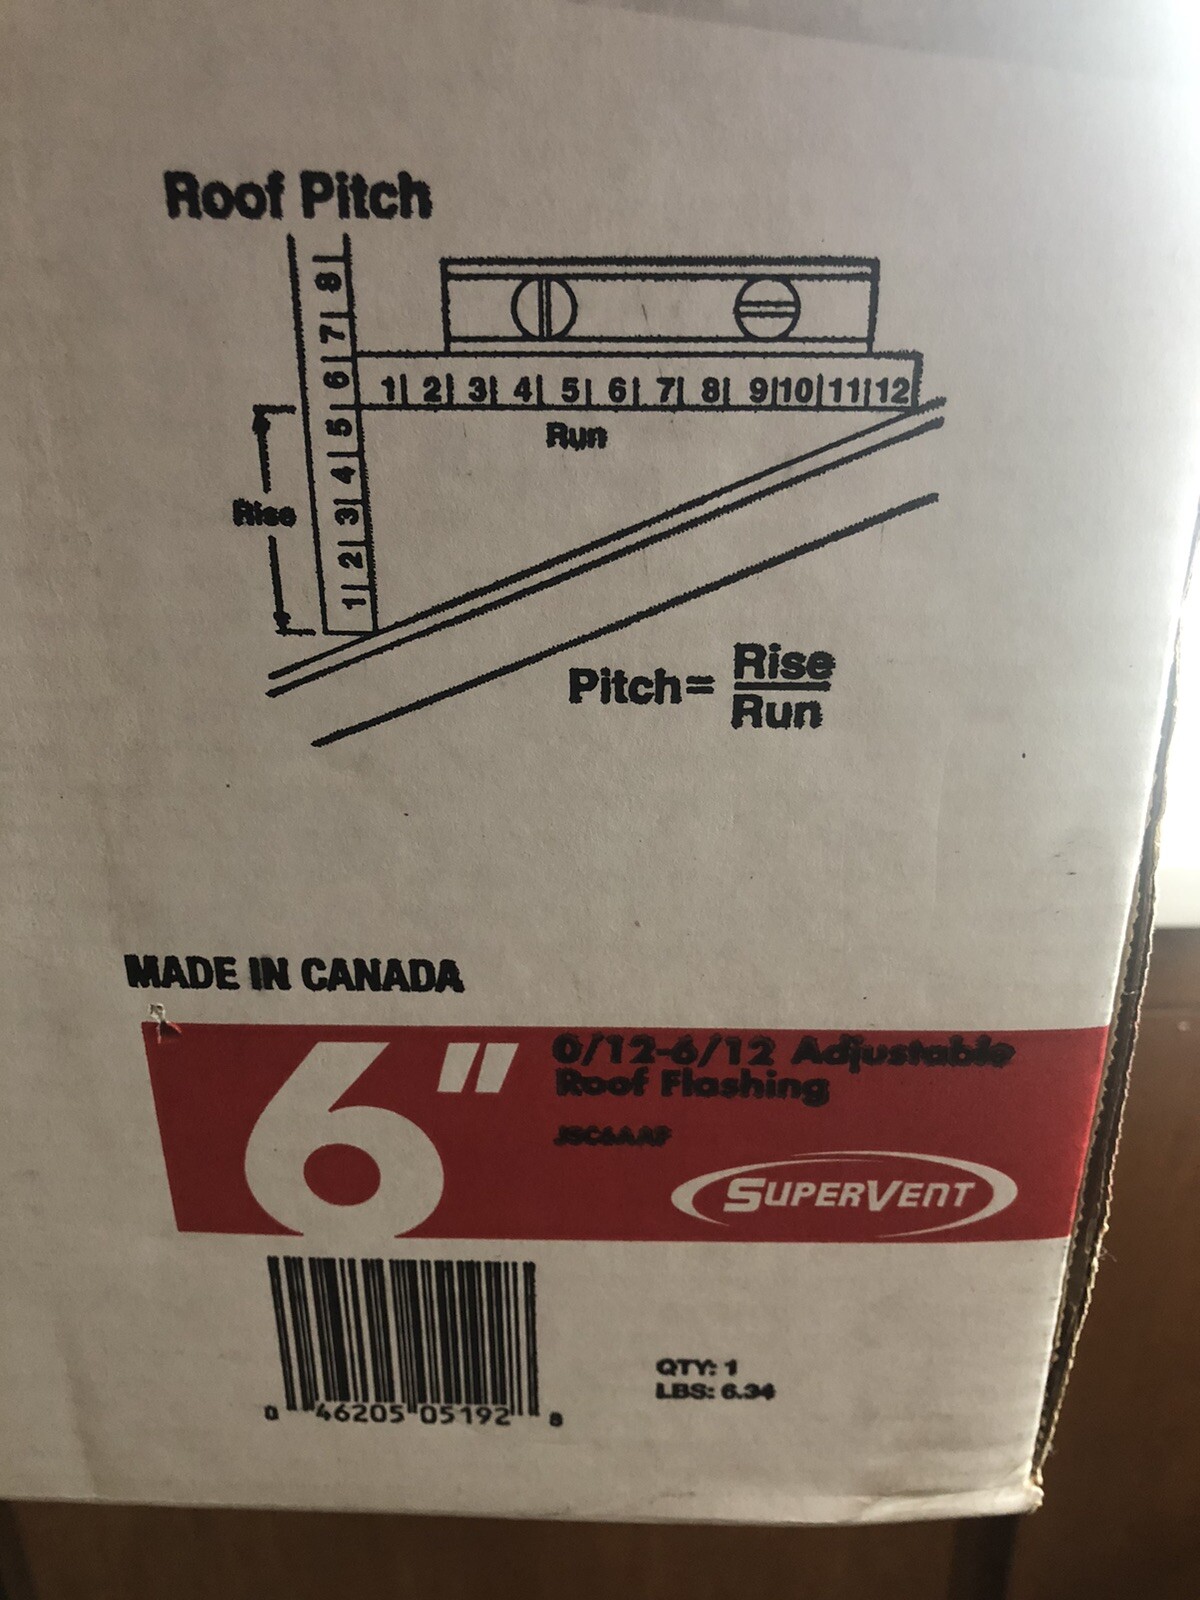 Roof Pitch
8
7
6
5
4
3
2
1
1 2 3 4 5 6 7 8 9 10 11 12
Run
Rise
Pitch= Rise
Run
MADE IN CANADA
6"
0/12-6/12 Adjustable
Roof Flashing
JSC6AAF
SUPERVENT
0 46205 05192 8
QTY: 1
LBS: 6.34